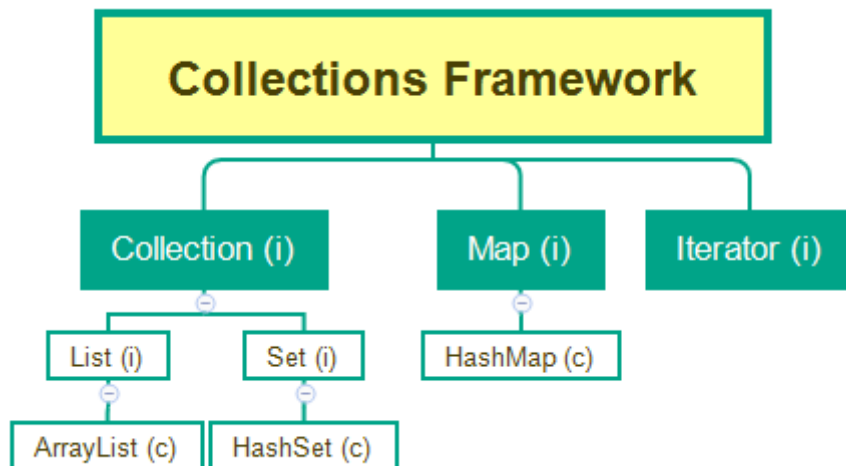 Collections Framework
Collection (i)
Map (i)
Iterator (i)
List (i)
Set (i)
HashMap (c)
ArrayList (c)
HashSet (c)